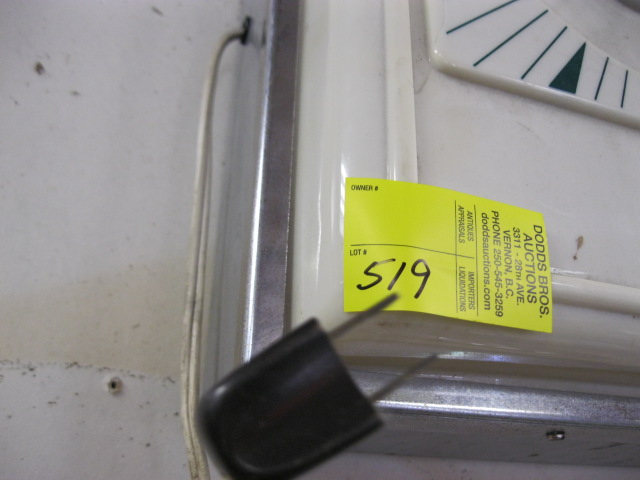 OWNER #
LOT #
519
ANTIQUES
APPRAISALS
IMPORTERS
LIQUIDATIONS
DODDS BROS.
AUCTIONS
3311 - 28TH AVE.
VERNON, B.C.
PHONE 250-545-3259
doddsauctions.com